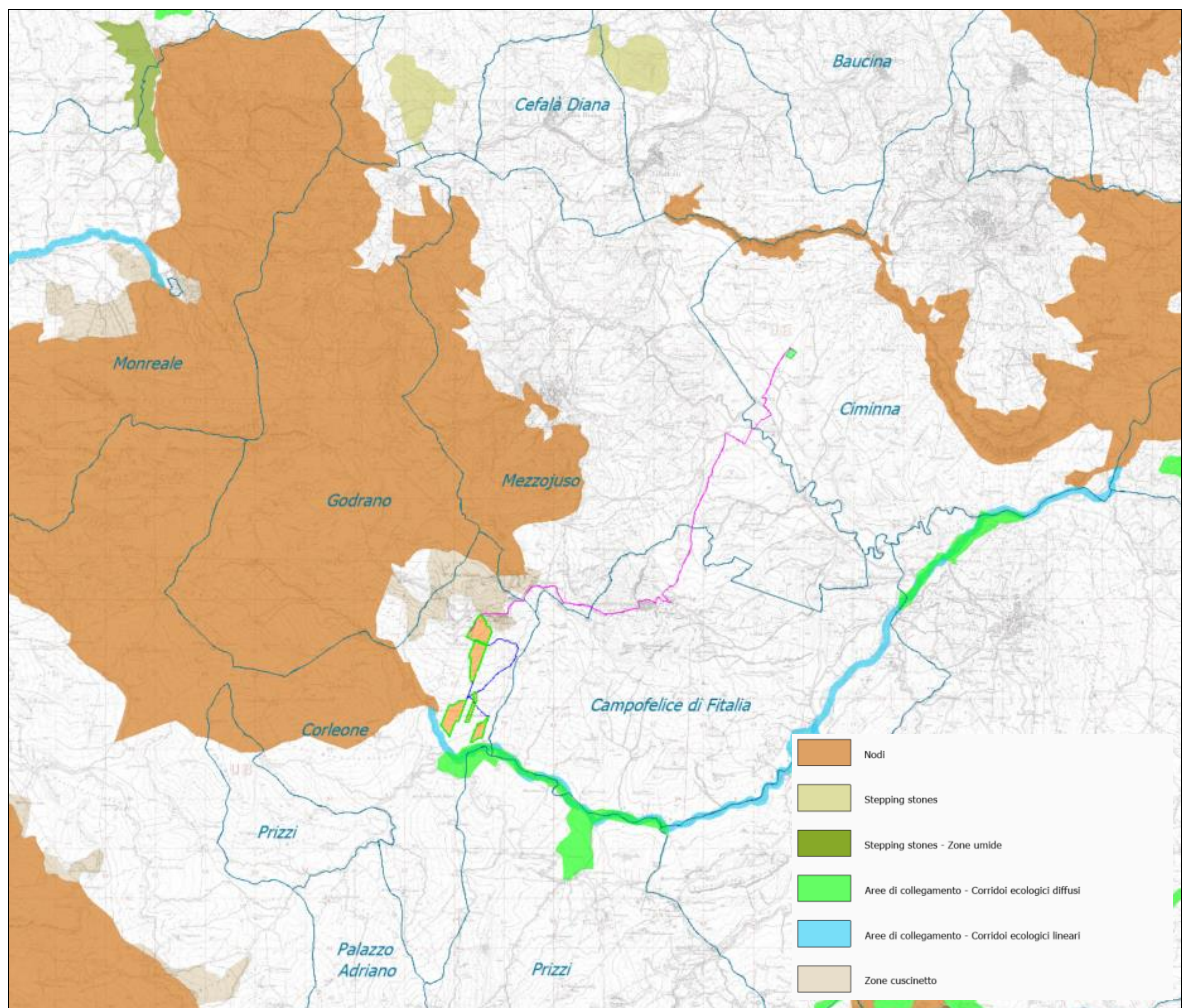 Baucina
Cefalà Diana
Monreale
Ciminna
Mezzojuso
Godrano
Campofelice di Fitalia
Corleone
Prizzi
Palazzo
Adriano
Prizzi
Nodi
Stepping stones
Stepping stones - Zone umide
Aree di collegamento - Corridoi ecologici diffusi
Aree di collegamento - Corridoi ecologici lineari
Zone cuscinetto